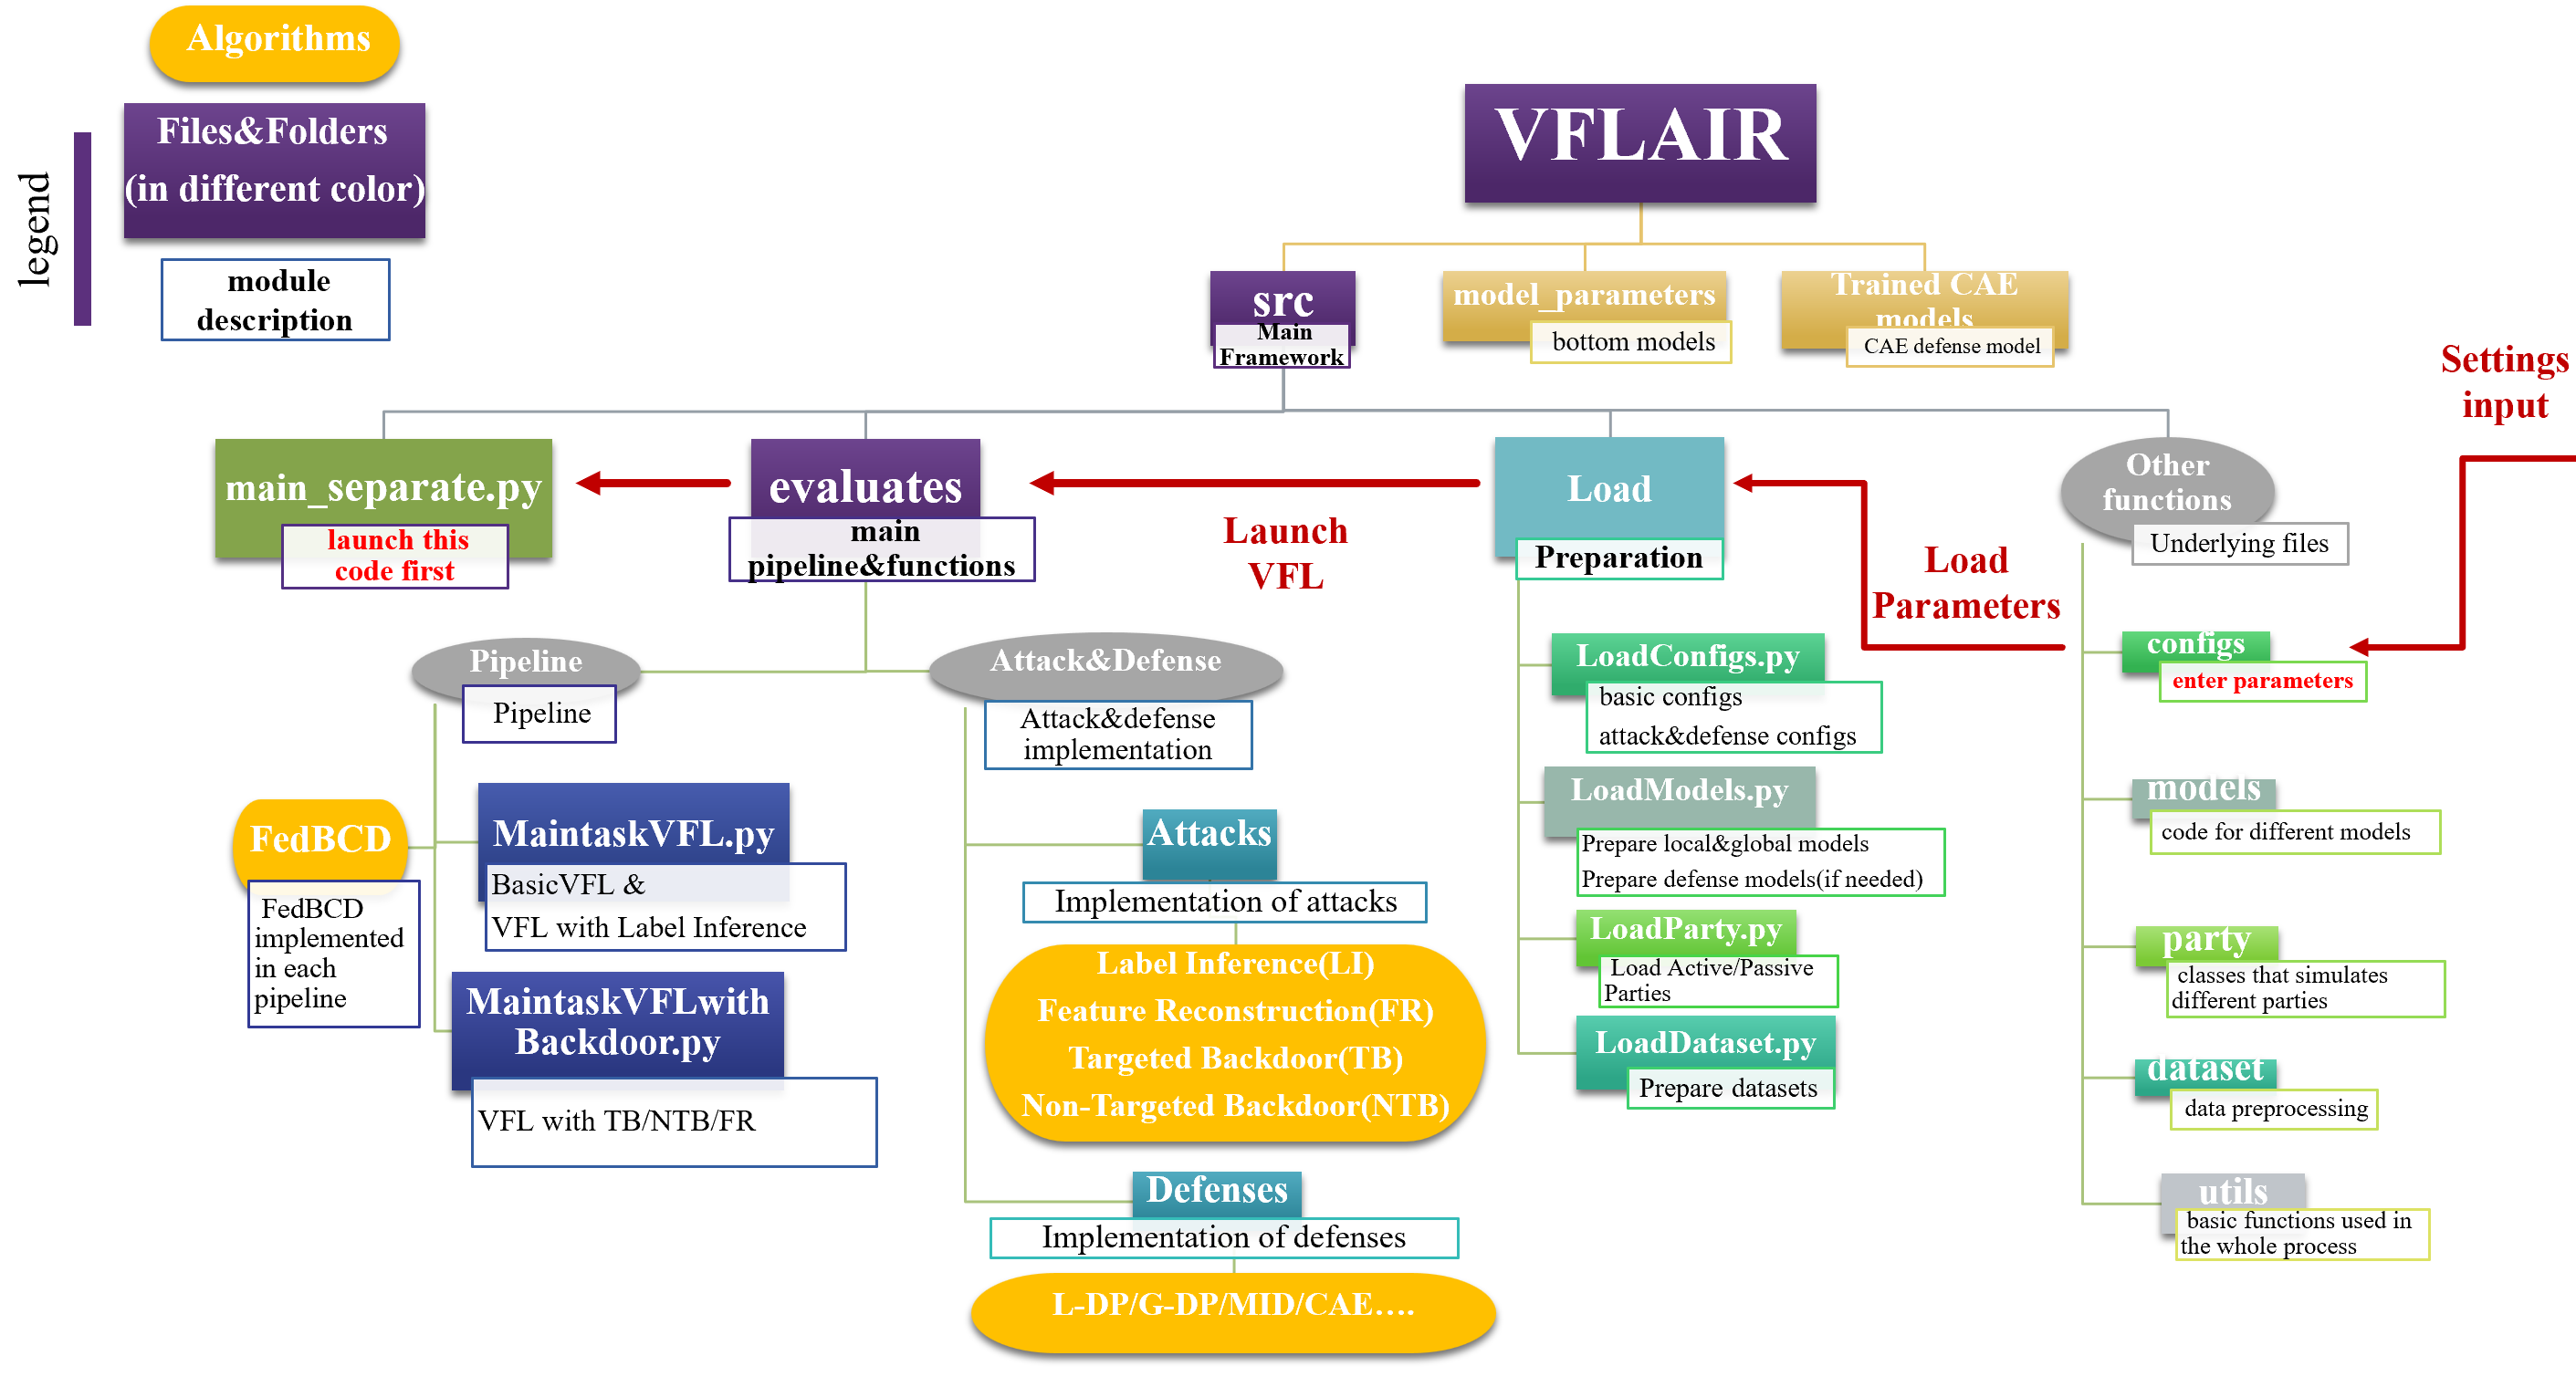 Algorithms
Files&Folders
(in different color)
legend
module
description
VFLAIR
src
Main
Framework
model_parameters
bottom models
Trained CAE
models
CAE defense model
Settings
input
main_separate.py
launch this
code first
evaluates
main
pipeline&functions
Launch
VFL
Load
Preparation
Load
Parameters
Other
functions
Underlying files
Pipeline
Pipeline
FedBCD
FedBCD
implemented
in each
pipeline
MaintaskVFL.py
BasicVFL &
VFL with Label Inference
MaintaskVFLwith
Backdoor.py
VFL with TB/NTB/FR
Attack&Defense
Attack&defense
implementation
Attacks
Implementation of attacks
Label Inference(LI)
Feature Reconstruction(FR)
Targeted Backdoor(TB)
Non-Targeted Backdoor(NTB)
Defenses
Implementation of defenses
L-DP/G-DP/MID/CAE….
LoadConfigs.py
basic configs
attack&defense configs
LoadModels.py
Prepare local&global models
Prepare defense models(if needed)
LoadParty.py
Load Active/Passive
Parties
LoadDataset.py
Prepare datasets
configs
enter parameters
models
code for different models
party
classes that simulates
different parties
dataset
data preprocessing
utils
basic functions used in
the whole process